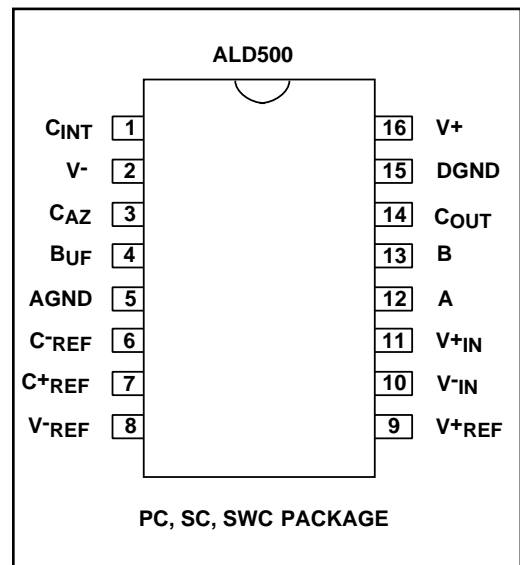 ALD500
CINT 1 16 V+
V- 2 15 DGND
CAZ 3 14 COUT
BUF 4 13 B
AGND 5 12 A
C-REF 6 11 V+IN
C+REF 7 10 V-IN
V-REF 8 9 V+REF
PC, SC, SWC PACKAGE